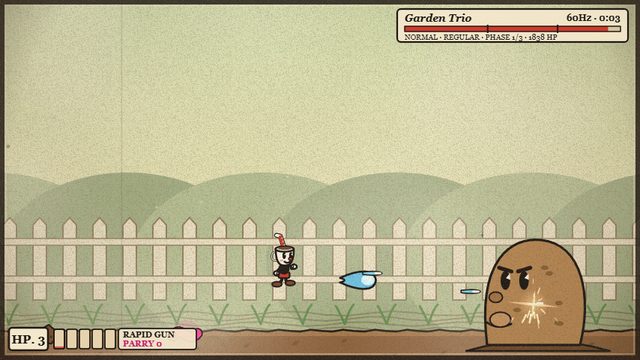 Garden Trio 60Hz · 0:03
NORMAL · REGULAR · PHASE 1/3 · 1838 HP
HP. 3
RAPID GUN
PARRY 0